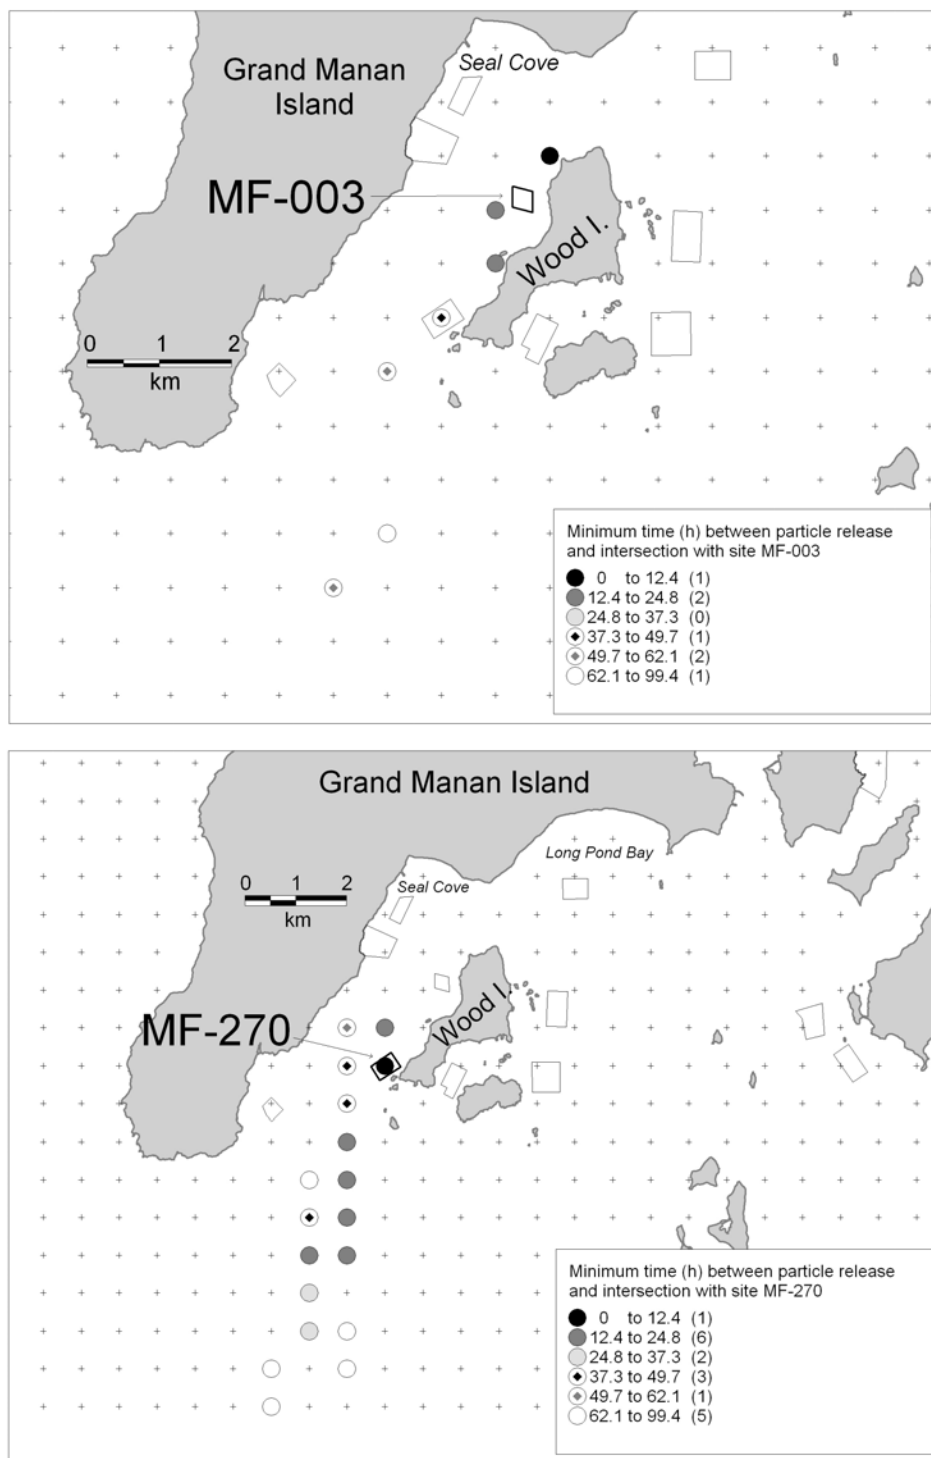 Seal Cove
Grand Manan
Island
MF-003
Wood I.
0 1 2
km
Minimum time (h) between particle release
and intersection with site MF-003
0 to 12.4 (1)
12.4 to 24.8 (2)
24.8 to 37.3 (0)
37.3 to 49.7 (1)
49.7 to 62.1 (2)
62.1 to 99.4 (1)
Grand Manan Island
Long Pond Bay
0 1 2
km
Seal Cove
MF-270
Wood I.
Minimum time (h) between particle release
and intersection with site MF-270
0 to 12.4 (1)
12.4 to 24.8 (6)
24.8 to 37.3 (2)
37.3 to 49.7 (3)
49.7 to 62.1 (1)
62.1 to 99.4 (5)